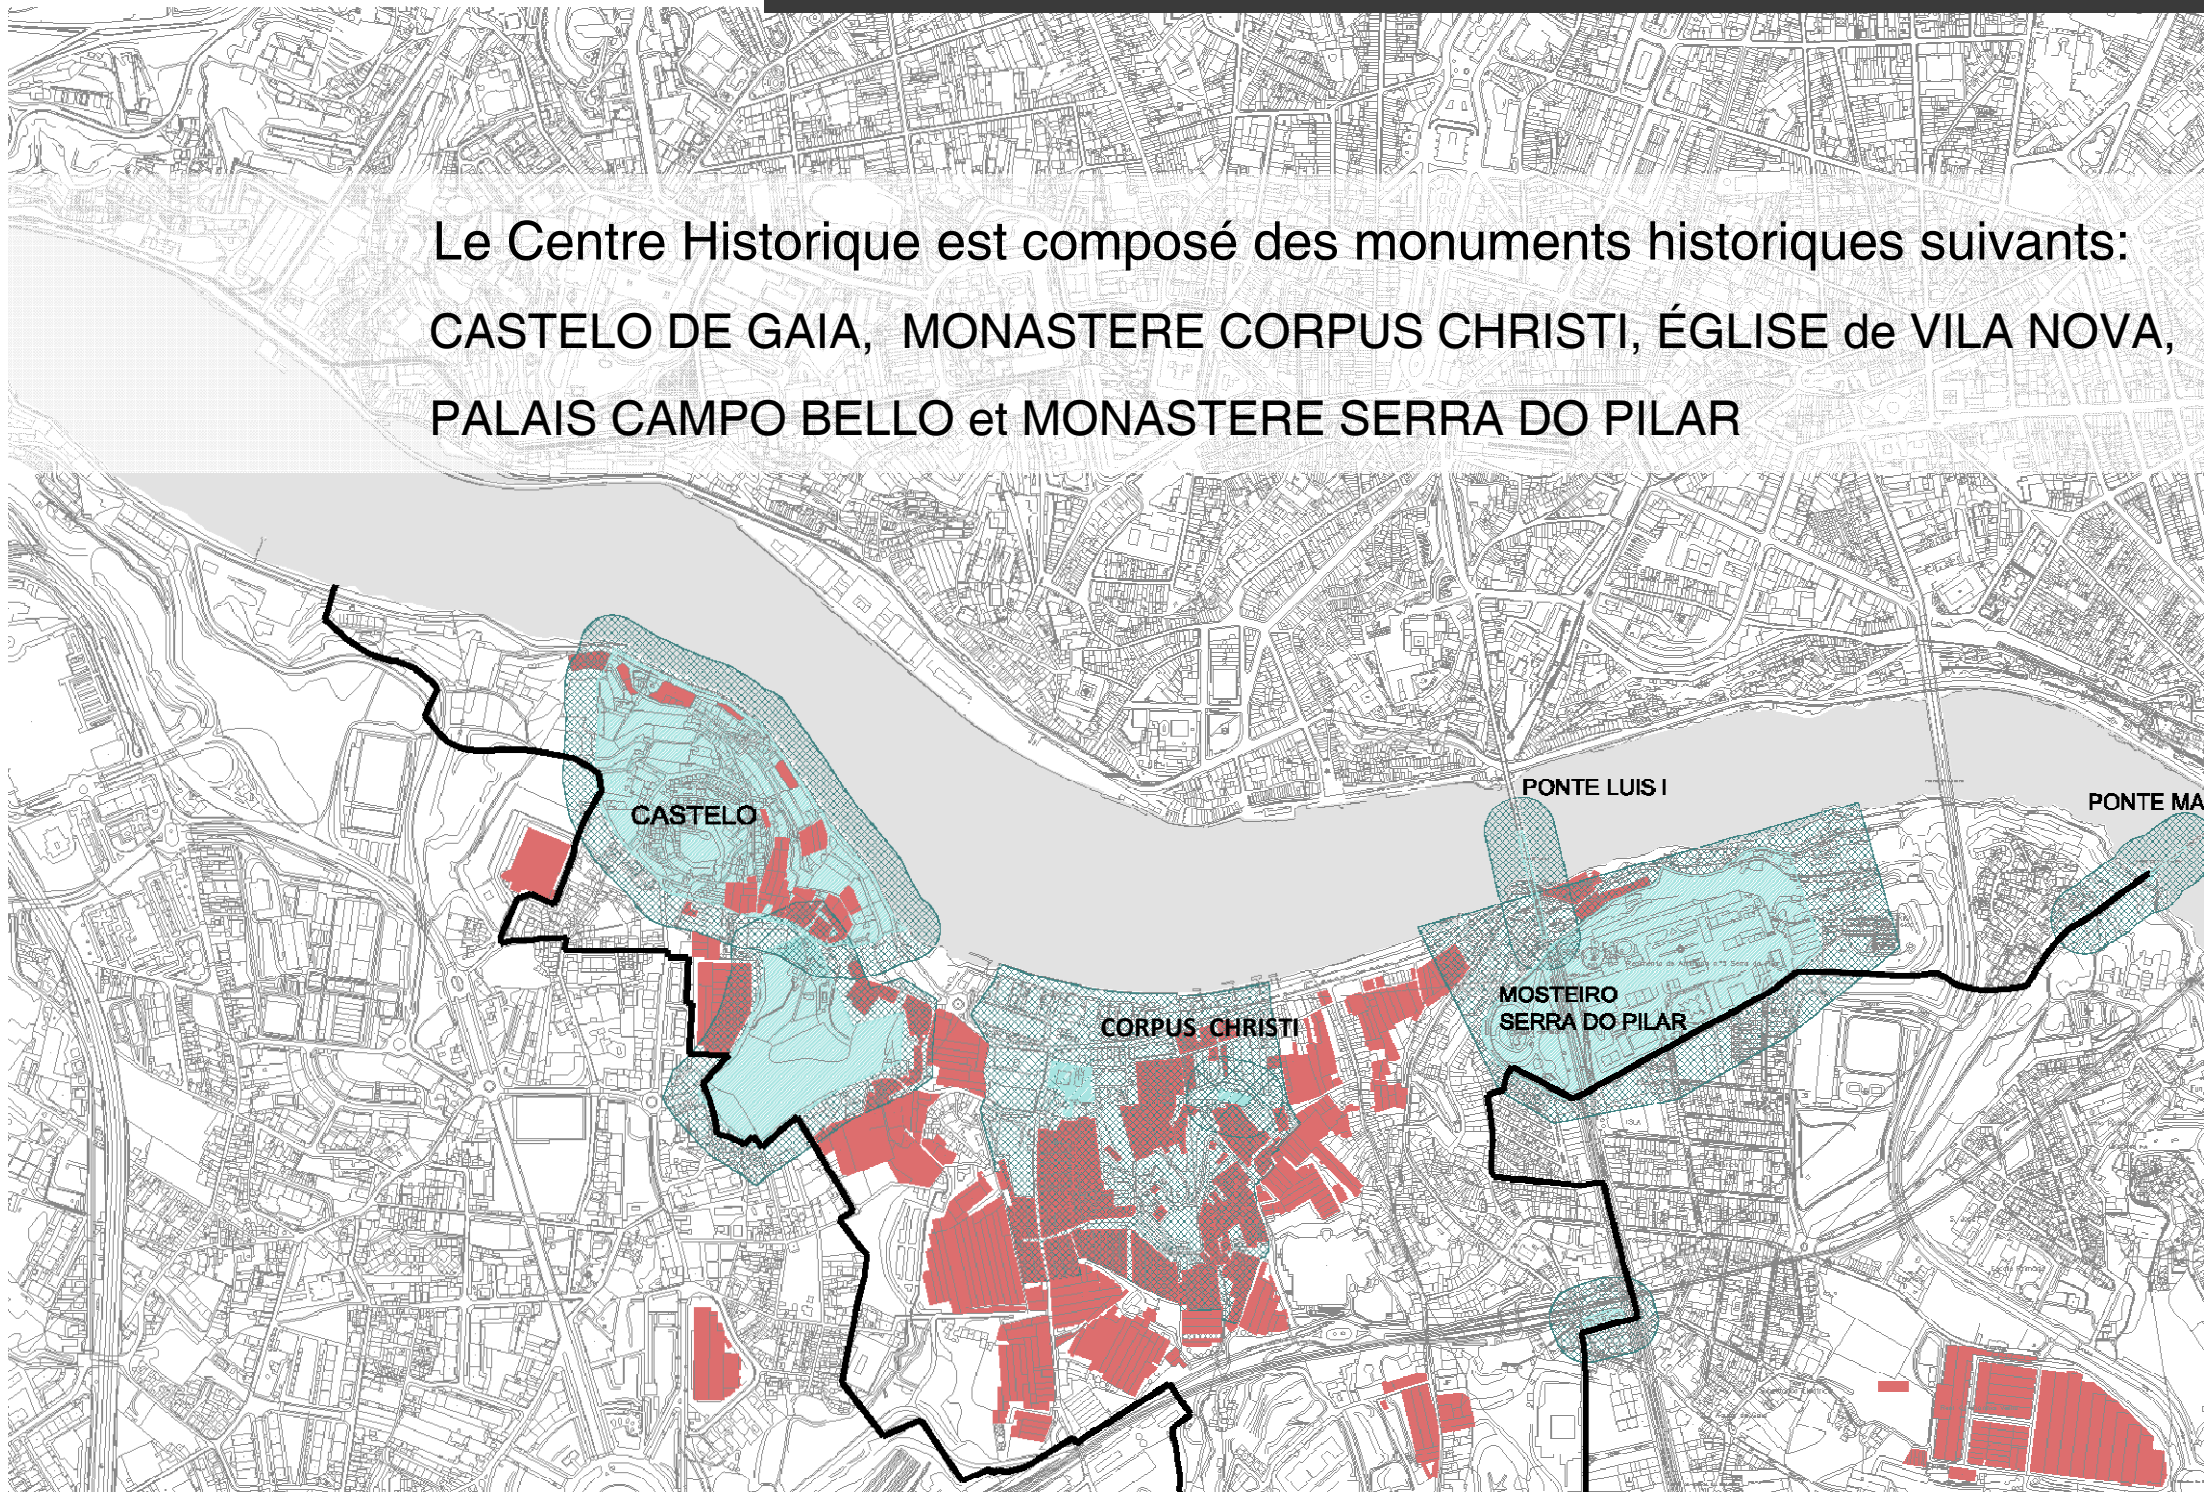 Le Centre Historique est composé des monuments historiques suivants:
CASTELO DE GAIA, MONASTERE CORPUS CHRISTI, ÉGLISE de VILA NOVA,
PALAIS CAMPO BELLO et MONASTERE SERRA DO PILAR
PONTE LUIS I
PONTE MA
CASTELO
MOSTEIRO
SERRA DO PILAR
CORPUS CHRISTI